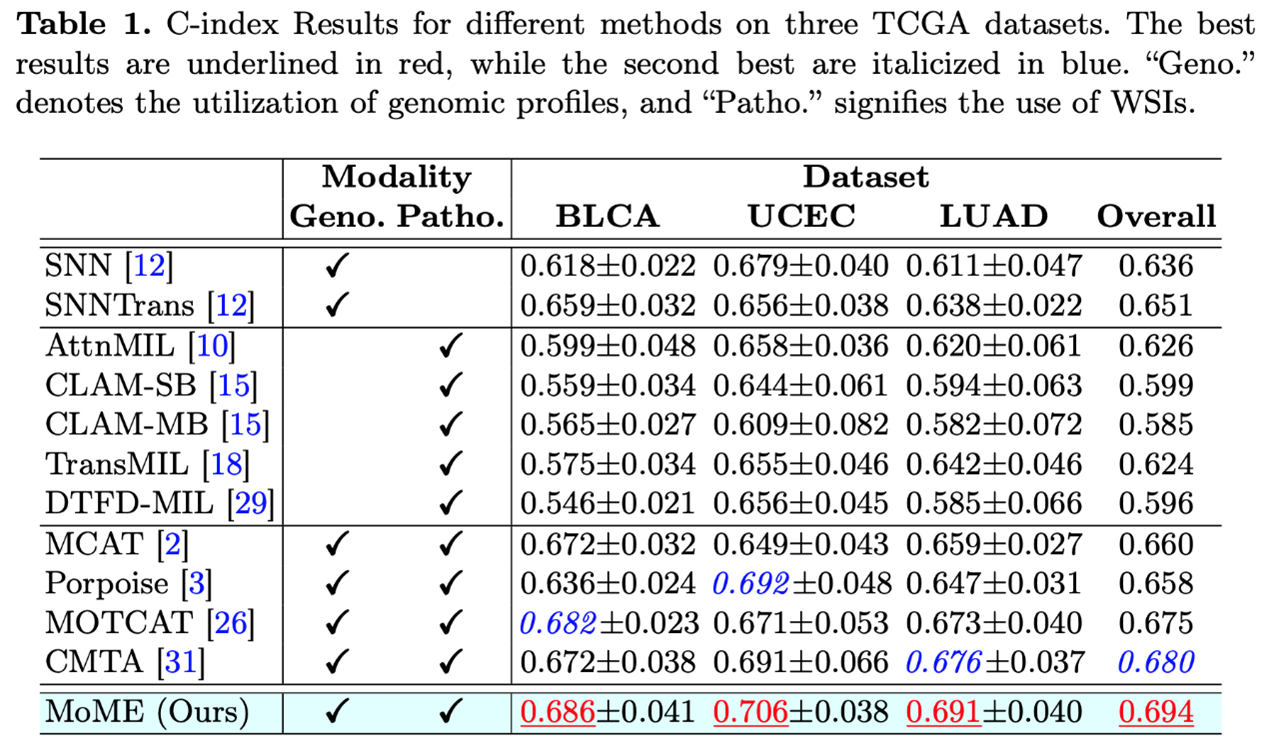 Table 1. C-index Results for different methods on three TCGA datasets. The best
results are underlined in red, while the second best are italicized in blue. “Geno.”
denotes the utilization of genomic profiles, and “Patho.” signifies the use of WSIs.
Modality Dataset
Geno. Patho. BLCA UCEC LUAD Overall
SNN [12] ✓ 0.618±0.022 0.679±0.040 0.611±0.047 0.636
SNNTrans [12] ✓ 0.659±0.032 0.656±0.038 0.638±0.022 0.651
AttnMIL [10] ✓ 0.599±0.048 0.658±0.036 0.620±0.061 0.626
CLAM-SB [15] ✓ 0.559±0.034 0.644±0.061 0.594±0.063 0.599
CLAM-MB [15] ✓ 0.565±0.027 0.609±0.082 0.582±0.072 0.585
TransMIL [18] ✓ 0.575±0.034 0.655±0.046 0.642±0.046 0.624
DTFD-MIL [29] ✓ 0.546±0.021 0.656±0.045 0.585±0.066 0.596
MCAT [2] ✓ ✓ 0.672±0.032 0.649±0.043 0.659±0.027 0.660
Porpoise [3] ✓ ✓ 0.636±0.024 0.692±0.048 0.647±0.031 0.658
MOTCAT [26] ✓ ✓ 0.682±0.023 0.671±0.053 0.673±0.040 0.675
CMTA [31] ✓ ✓ 0.672±0.038 0.691±0.066 0.676±0.037 0.680
MoME (Ours) ✓ ✓ 0.686±0.041 0.706±0.038 0.691±0.040 0.694